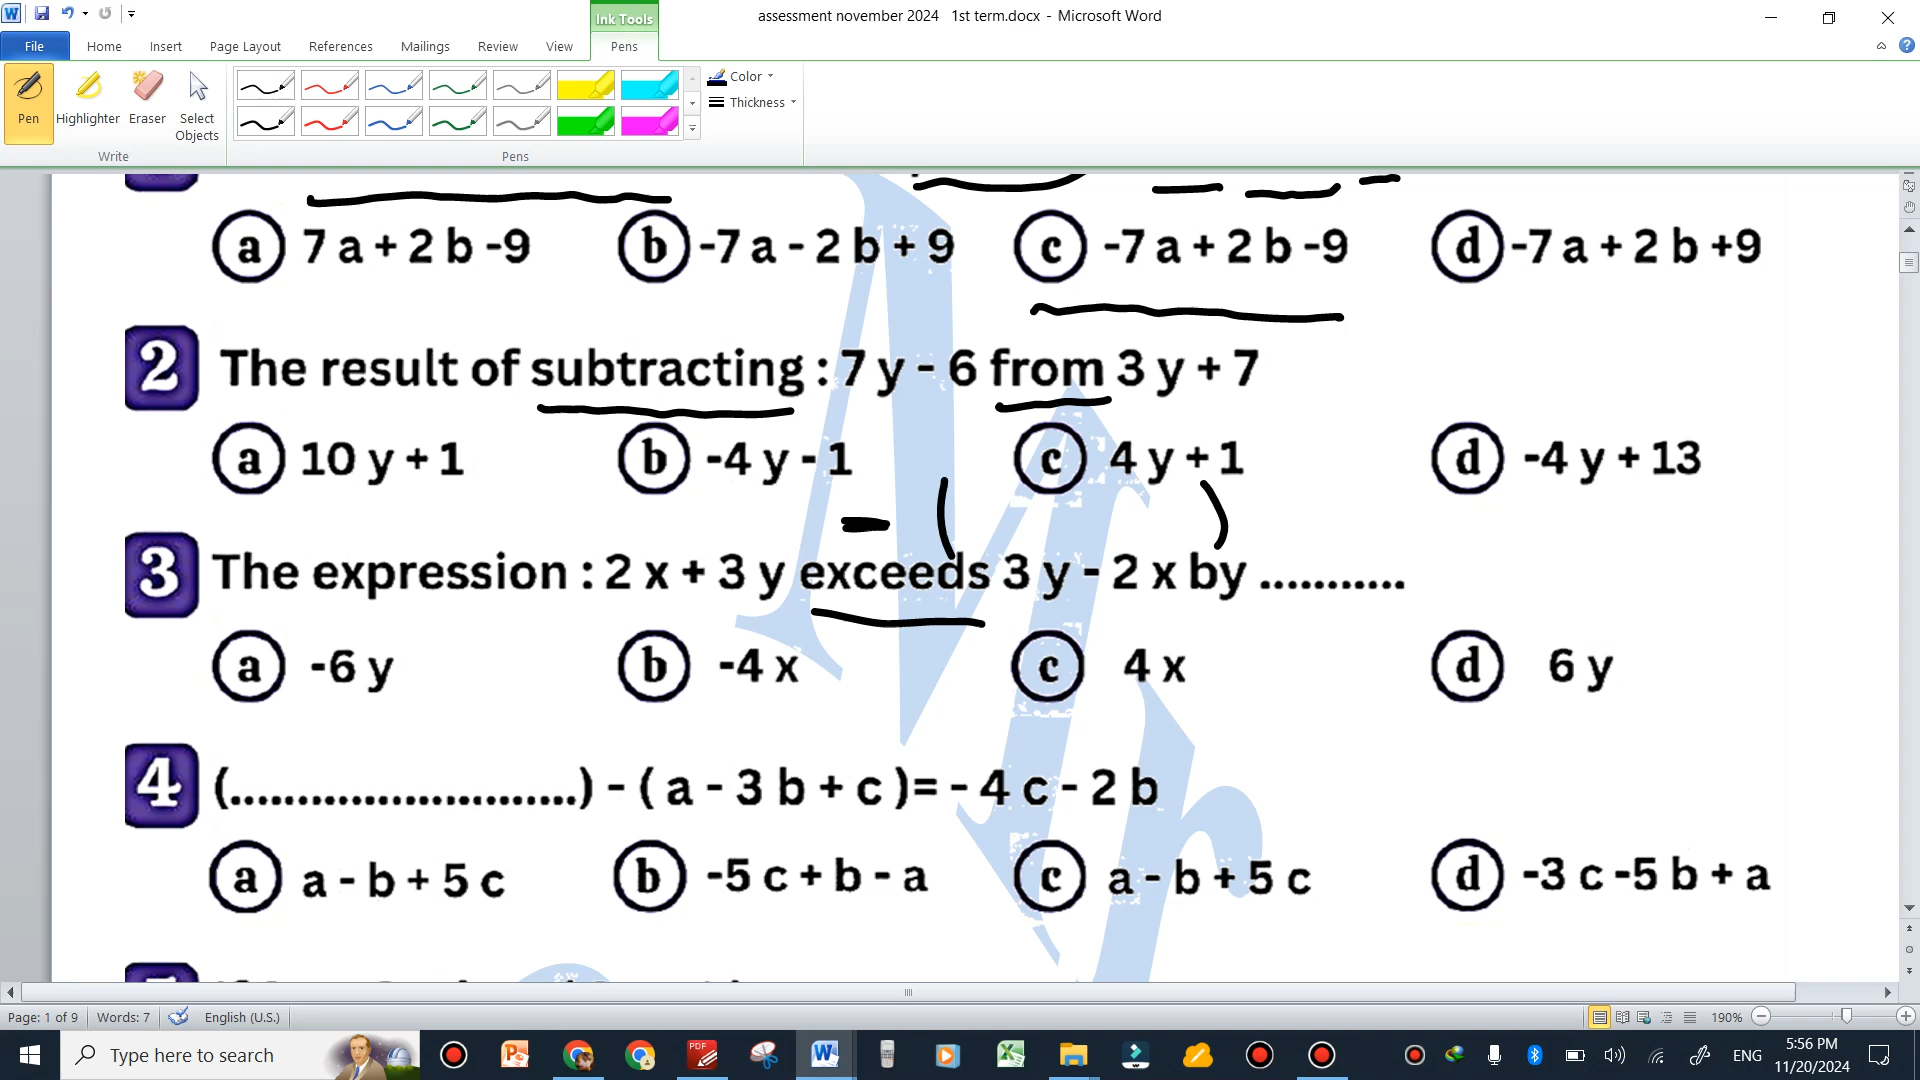 assessment november 2024 1st term.docx - Microsoft Word
Ink Tools
File Home Insert Page Layout References Mailings Review View Pens
Pen Highlighter Eraser Select Objects
Color
Thickness
Write Pens
a 7 a + 2 b -9 b -7 a - 2 b + 9 c -7 a + 2 b -9 d -7 a + 2 b +9
2 The result of subtracting : 7 y - 6 from 3 y + 7
a 10 y + 1 b -4 y - 1 c 4 y + 1 d -4 y + 13
- ( )
3 The expression : 2 x + 3 y exceeds 3 y - 2 x by ...........
a -6 y b -4 x c 4 x d 6 y
4 (..........................) - ( a - 3 b + c )= - 4 c - 2 b
a a - b + 5 c b -5 c + b - a c a - b + 5 c d -3 c -5 b + a
Page: 1 of 9 Words: 7 English (U.S.) 190%
Type here to search
ENG
5:56 PM
11/20/2024